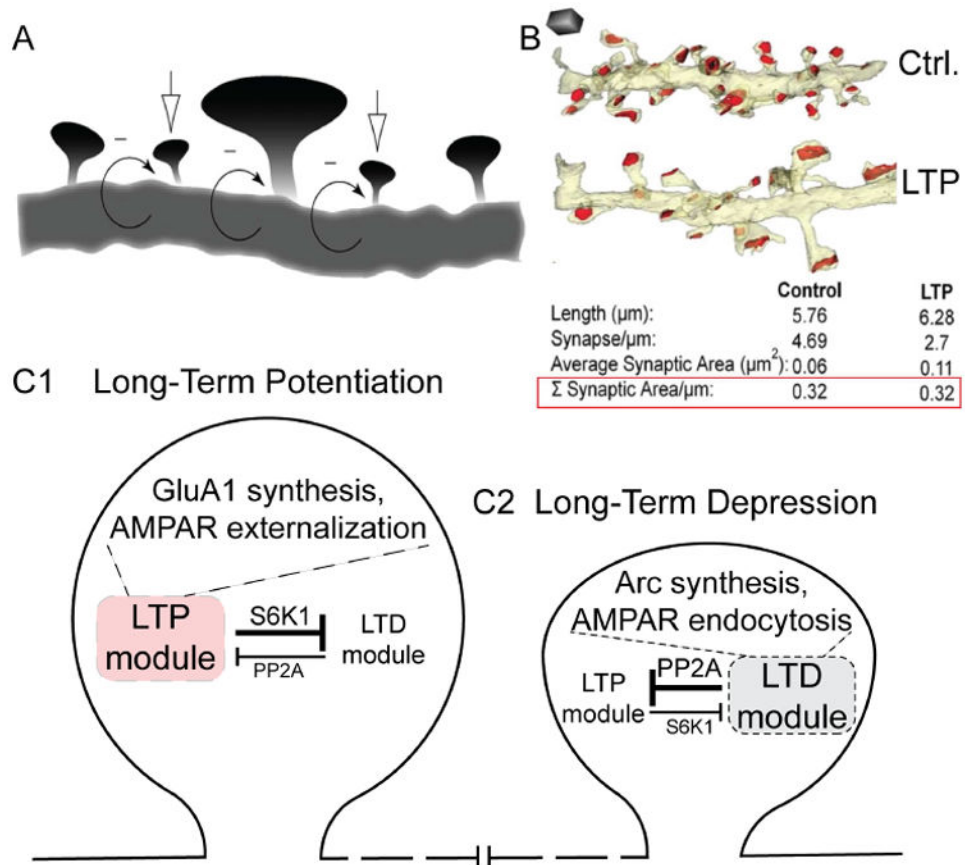 A
B
Ctrl.
LTP
Control LTP
Length (µm): 5.76 6.28
Synapse/µm: 4.69 2.7
Average Synaptic Area (µm²): 0.06 0.11
Σ Synaptic Area/µm: 0.32 0.32
C1 Long-Term Potentiation
GluA1 synthesis,
AMPAR externalization
LTP
module
S6K1
PP2A
LTD
module
C2 Long-Term Depression
Arc synthesis,
AMPAR endocytosis
LTP
module
PP2A
S6K1
LTD
module